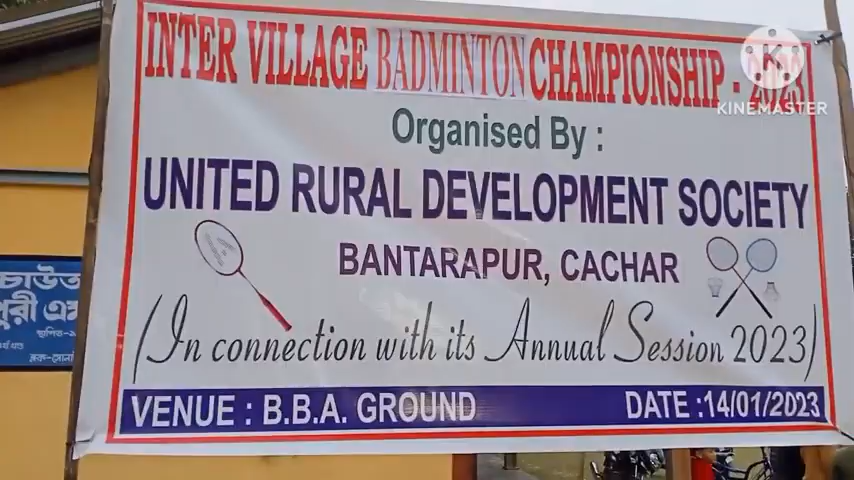 INTER VILLAGE BADMINTON CHAMPIONSHIP - 2023
KINEMASTER
Organised By :
UNITED RURAL DEVELOPMENT SOCIETY
BANTARAPUR, CACHAR
(In connection with its Annual Session 2023)
VENUE : B.B.A. GROUND
DATE : 14/01/2023